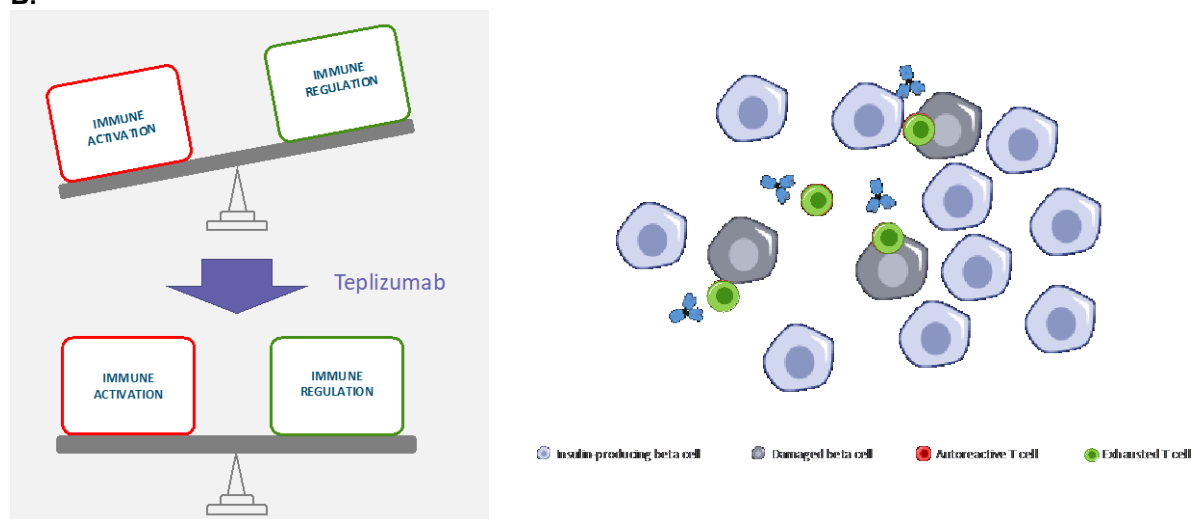 B.
IMMUNE
ACTIVATION
IMMUNE
REGULATION
Teplizumab
IMMUNE
ACTIVATION
IMMUNE
REGULATION
Insulin-producing beta cell
Damaged beta cell
Autoreactive T cell
Exhausted T cell